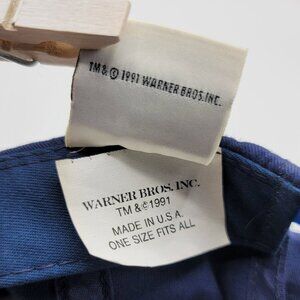 TM & © 1991 WARNER BROS. INC.
WARNER BROS. INC.
TM & © 1991
MADE IN U.S.A.
ONE SIZE FITS ALL